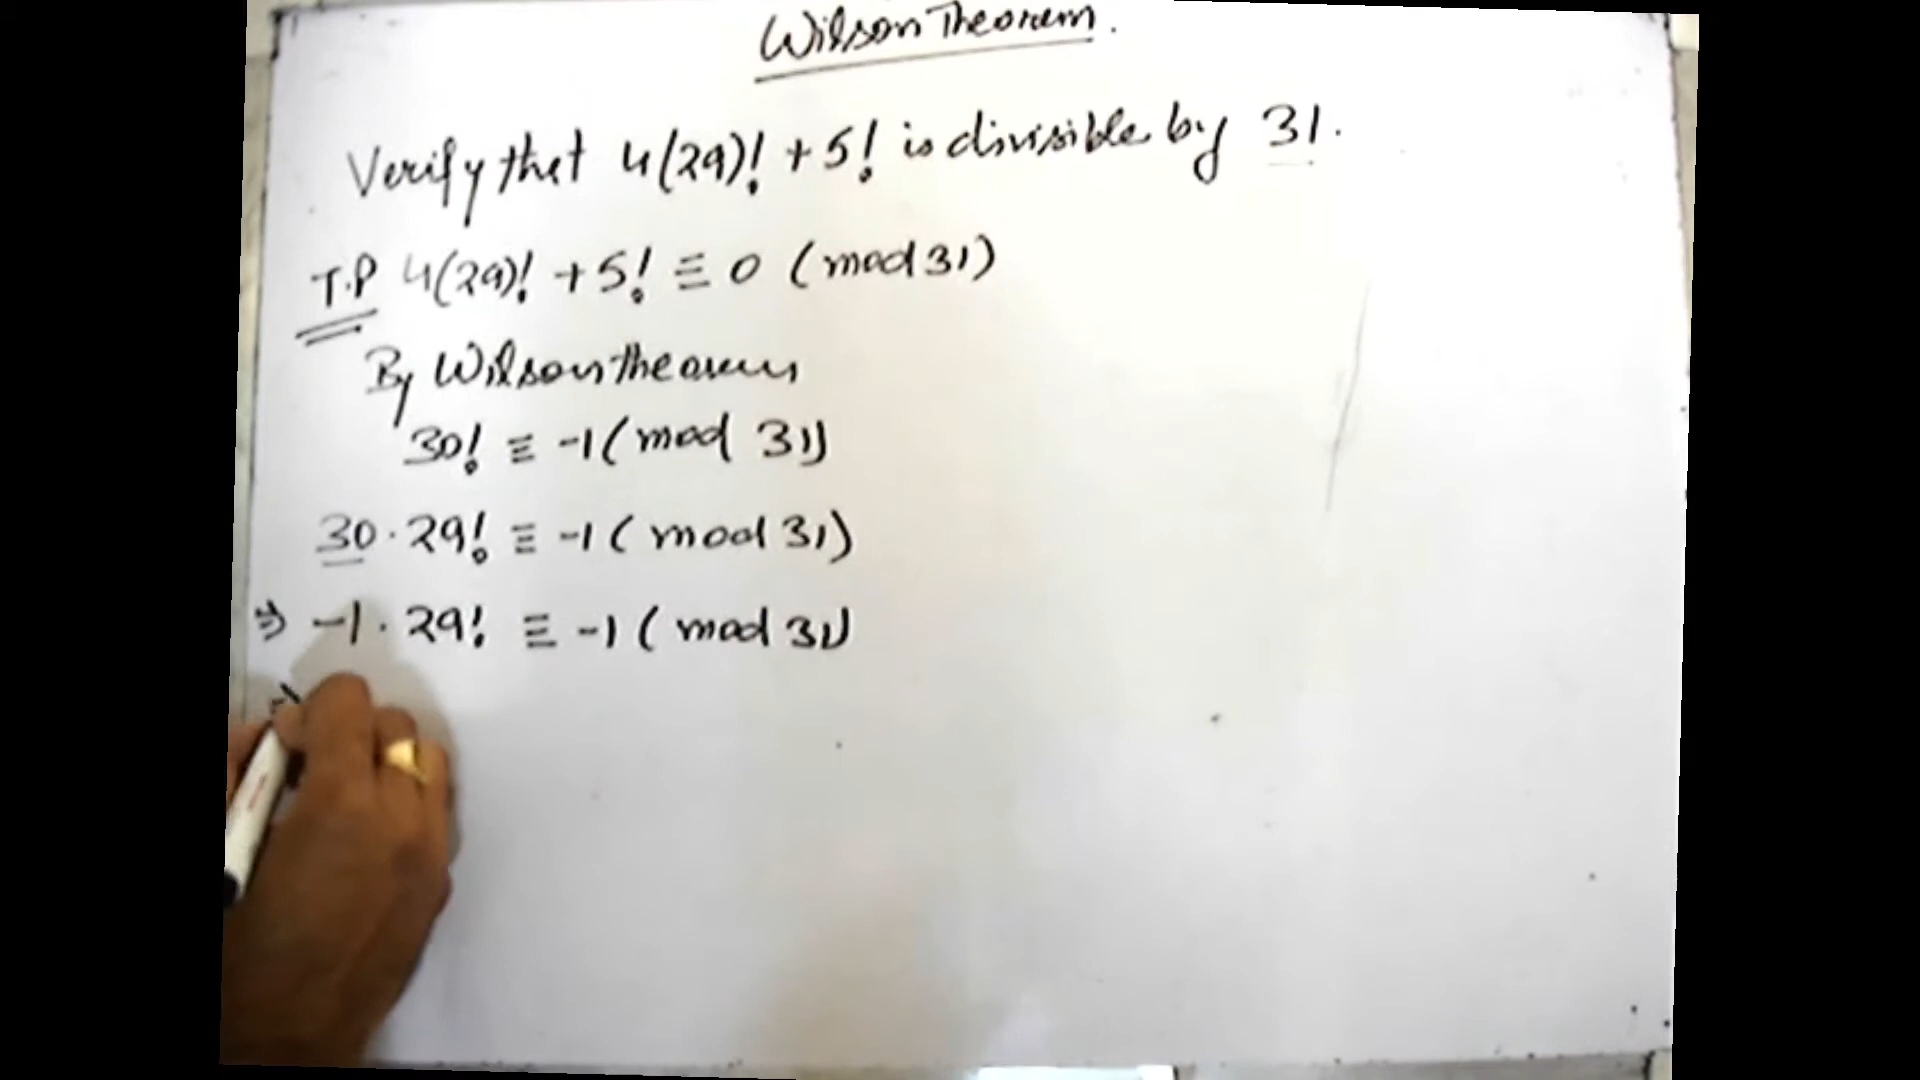 Wilson Theorem.
Verify that 4(29)! + 5! is divisible by 31.
T.P 4(29)! + 5! ≡ 0 (mod 31)
By Wilson theorem
30! ≡ -1 (mod 31)
30 · 29! ≡ -1 (mod 31)
⇒ -1 · 29! ≡ -1 (mod 31)